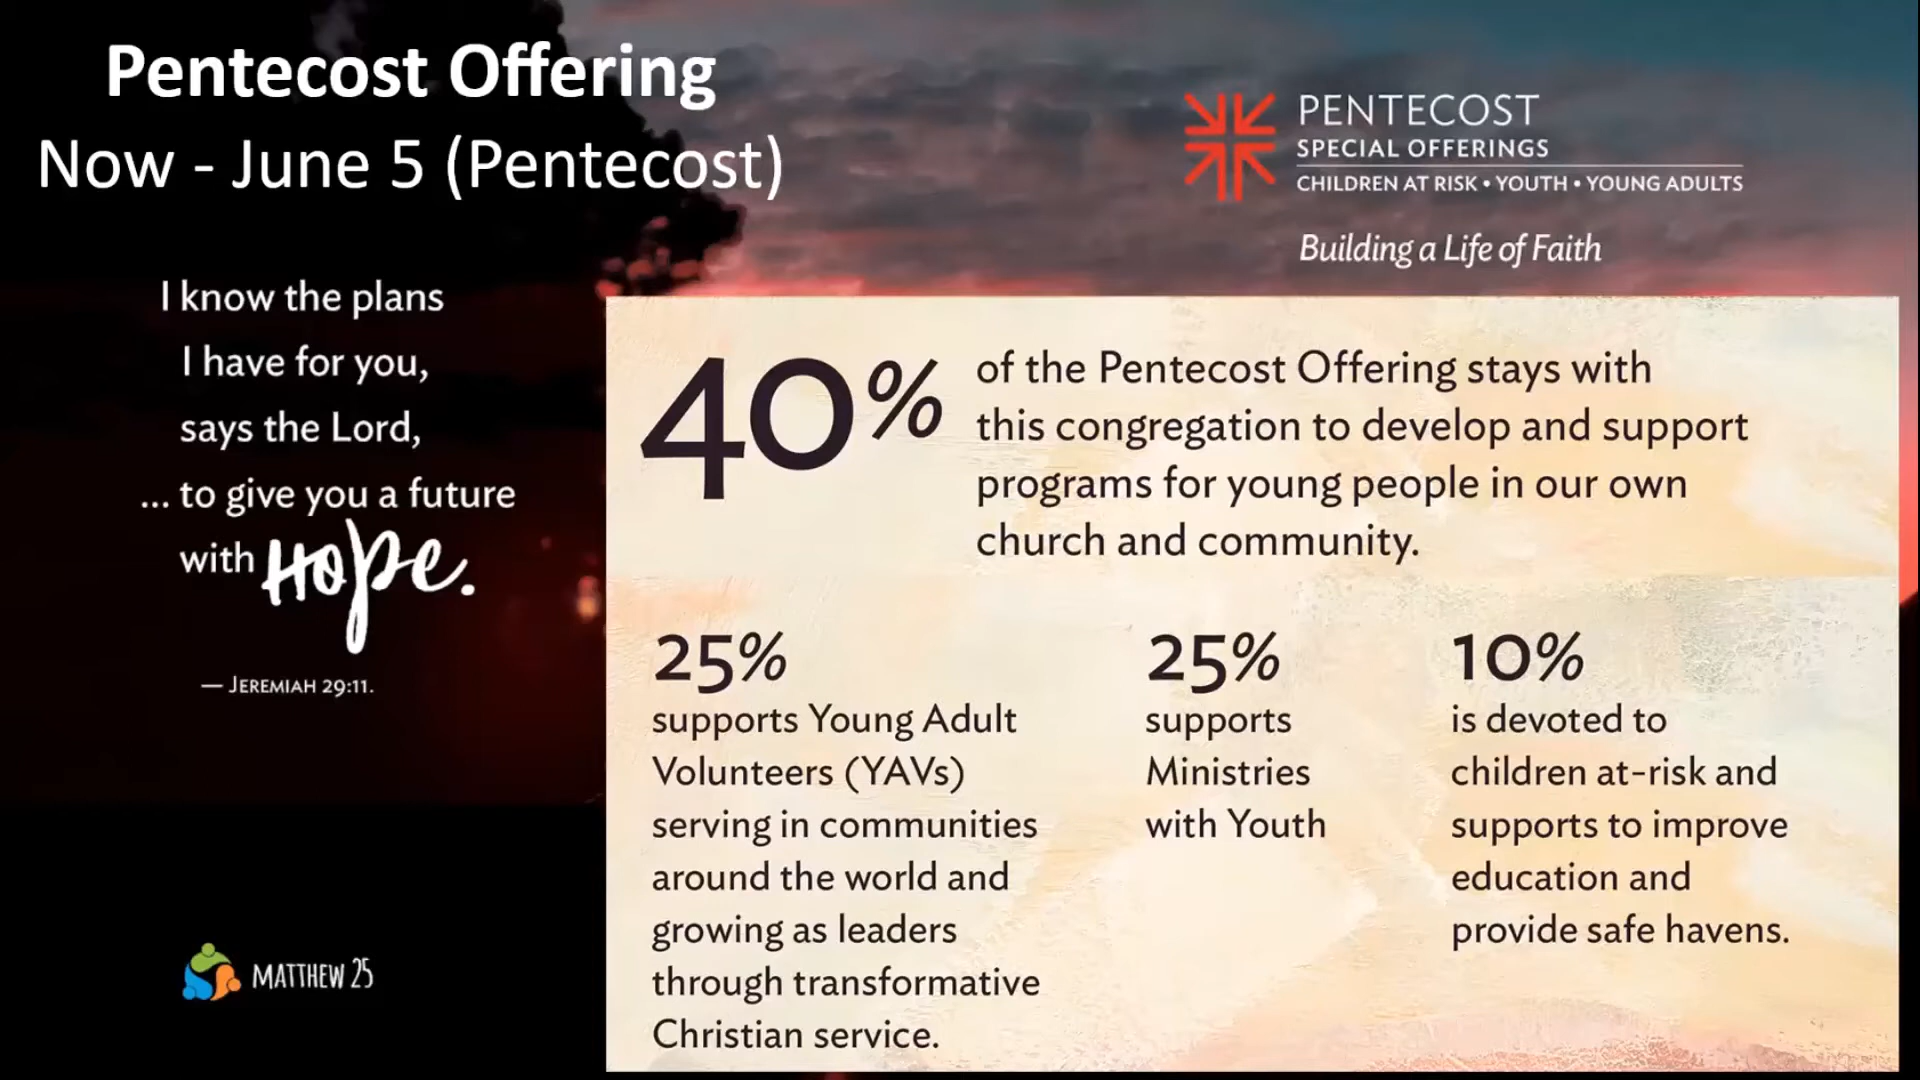 Pentecost Offering
Now - June 5 (Pentecost)
I know the plans
I have for you,
says the Lord,
... to give you a future
with Hope.
— Jeremiah 29:11.
MATTHEW 25
PENTECOST
SPECIAL OFFERINGS
CHILDREN AT RISK • YOUTH • YOUNG ADULTS
Building a Life of Faith
40% of the Pentecost Offering stays with
this congregation to develop and support
programs for young people in our own
church and community.
25%
supports Young Adult
Volunteers (YAVs)
serving in communities
around the world and
growing as leaders
through transformative
Christian service.
25%
supports
Ministries
with Youth
10%
is devoted to
children at-risk and
supports to improve
education and
provide safe havens.